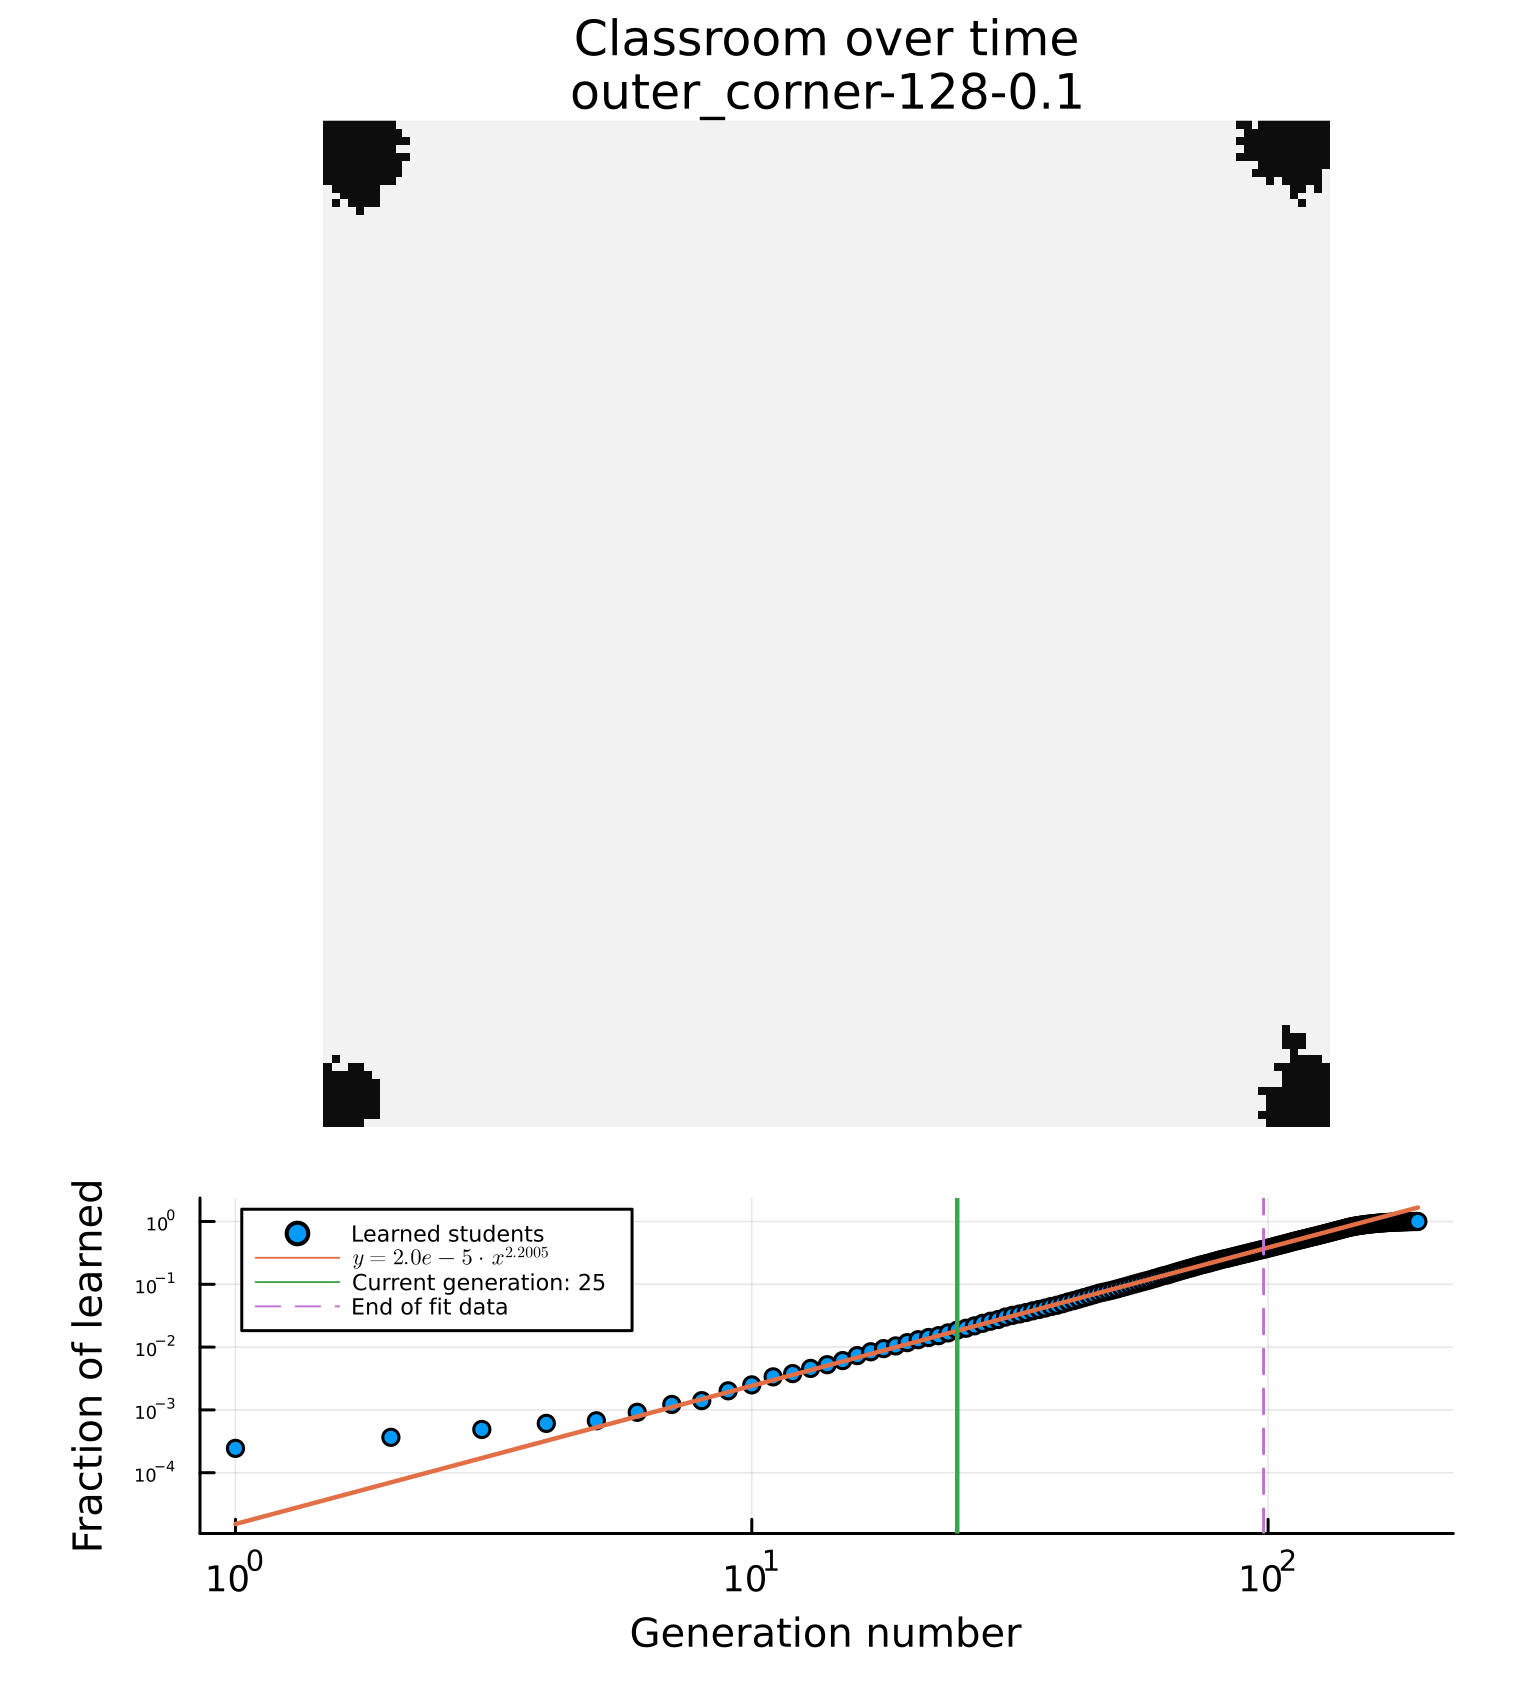 Classroom over time
outer_corner-128-0.1
Fraction of learned
10^0
10^-1
10^-2
10^-3
10^-4
Learned students
y = 2.0e − 5 · x^2.2005
Current generation: 25
End of fit data
10^0 10^1 10^2
Generation number